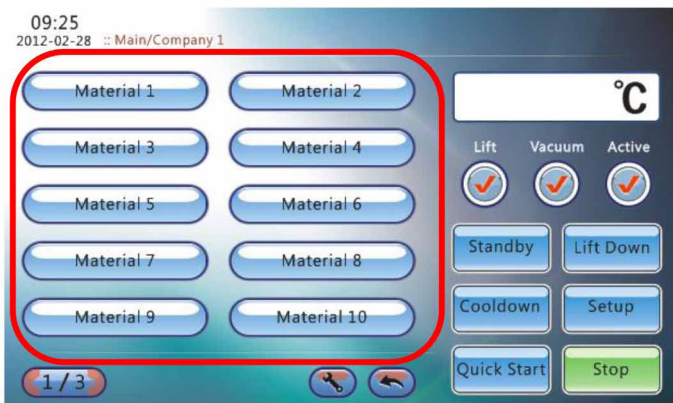 09:25
2012-02-28 :: Main/Company 1
Material 1 Material 2
Material 3 Material 4
Material 5 Material 6
Material 7 Material 8
Material 9 Material 10
1 / 3
℃
Lift Vacuum Active
Standby Lift Down
Cooldown Setup
Quick Start Stop